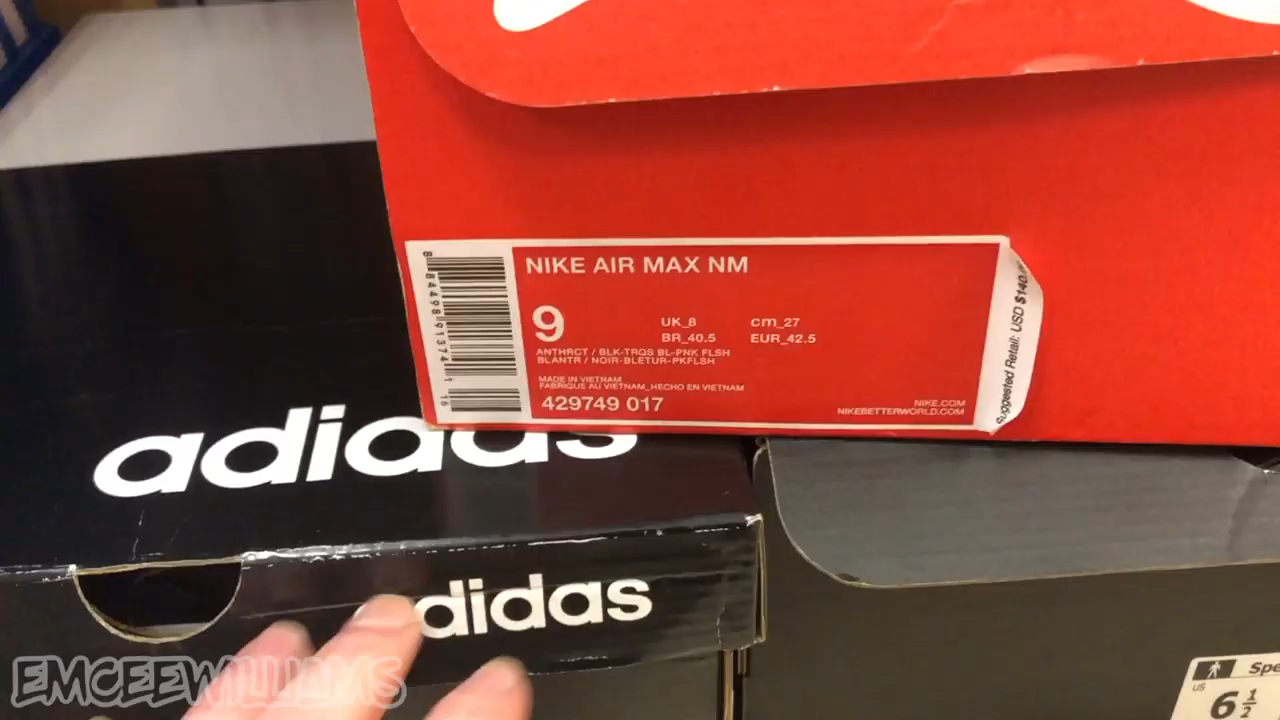 NIKE AIR MAX NM
9
UK_8
cm_27
BR_40.5
EUR_42.5
ANTHRCT / BLK-TRQS BL-PNK FLSH
BLANTR / NOIR-BLETUR-PKFLSH
MADE IN VIETNAM
FABRIQUE AU VIETNAM_HECHO EN VIETNAM
429749 017
NIKE.COM
NIKEBETTERWORLD.COM
Suggested Retail: USD $140
adidas
adidas
EMCEEWILLIAMS
US
6 1/2